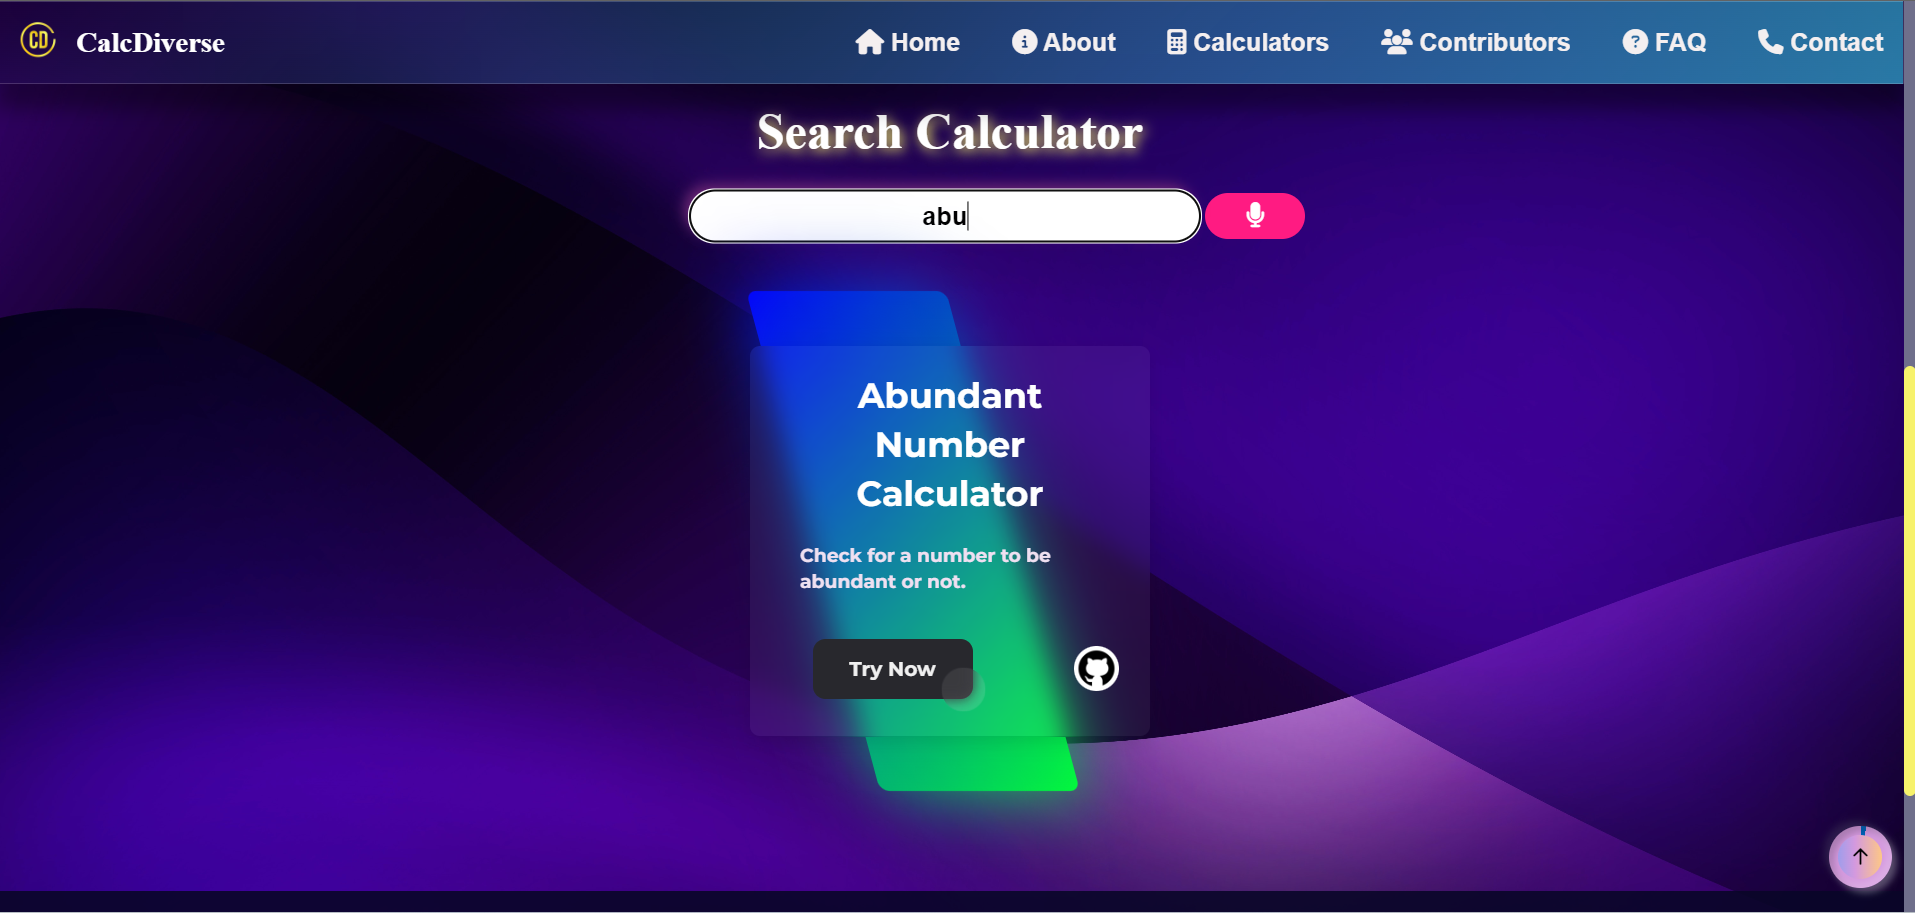 CD CalcDiverse Home About Calculators Contributors FAQ Contact
Search Calculator
abu
Abundant
Number
Calculator
Check for a number to be
abundant or not.
Try Now